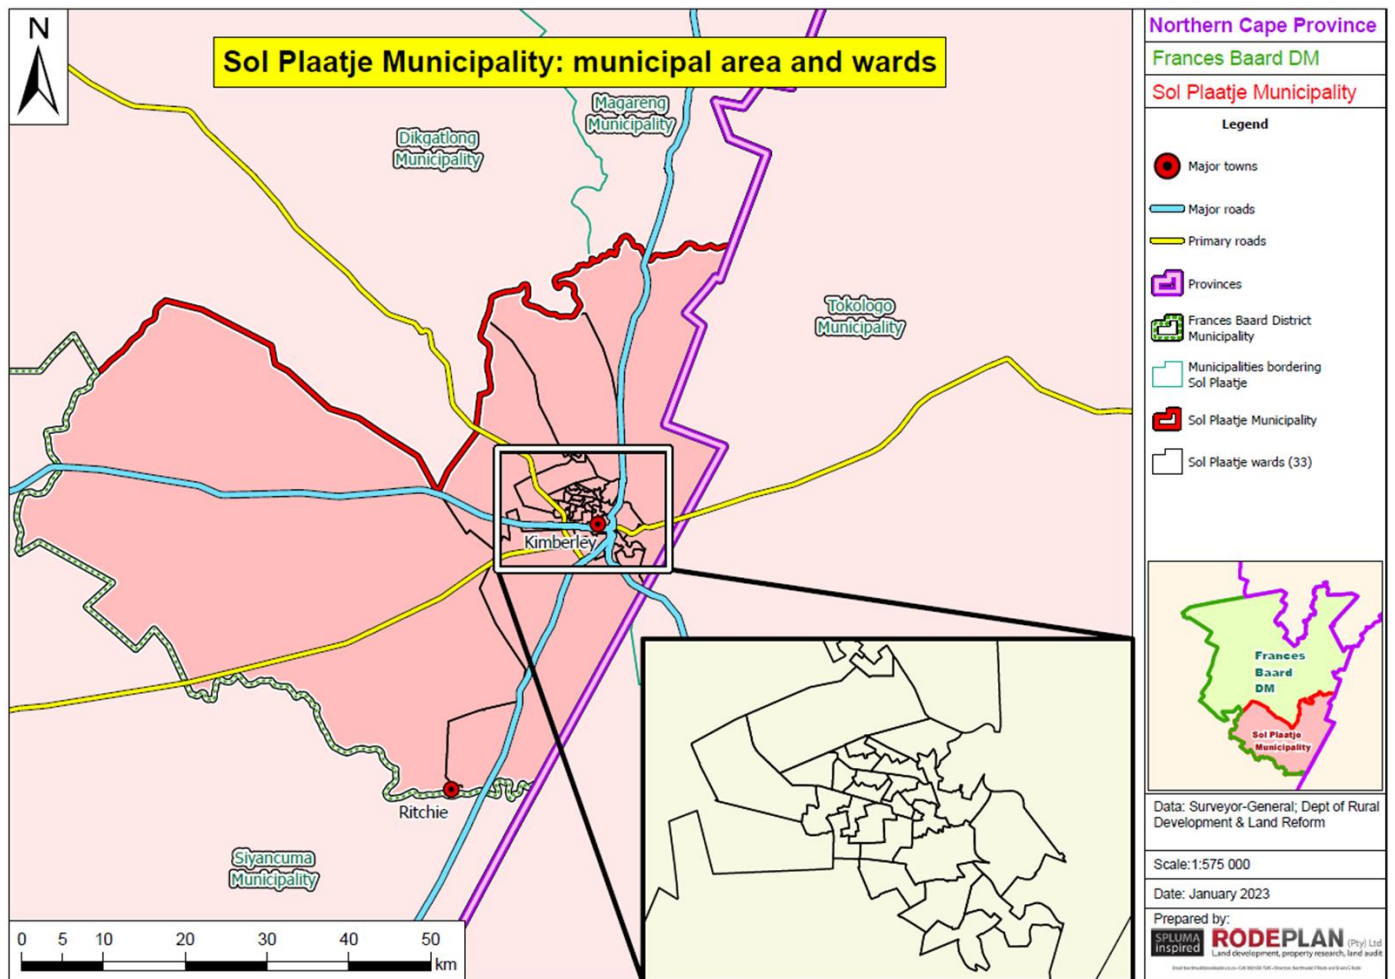 N
Sol Plaatje Municipality: municipal area and wards
Magareng
Municipality
Dikgatlong
Municipality
Tokologo
Municipality
Kimberley
Ritchie
Siyancuma
Municipality
0 5 10 20 30 40 50
km
Northern Cape Province
Frances Baard DM
Sol Plaatje Municipality
Legend
Major towns
Major roads
Primary roads
Provinces
Frances Baard District
Municipality
Municipalities bordering
Sol Plaatje
Sol Plaatje Municipality
Sol Plaatje wards (33)
Frances
Baard
DM
Sol Plaatje
Municipality
Data: Surveyor-General; Dept of Rural
Development & Land Reform
Scale:1:575 000
Date: January 2023
Prepared by:
SPLUMA
inspired
RODEPLAN (Pty) Ltd
Land development, property research, land audit